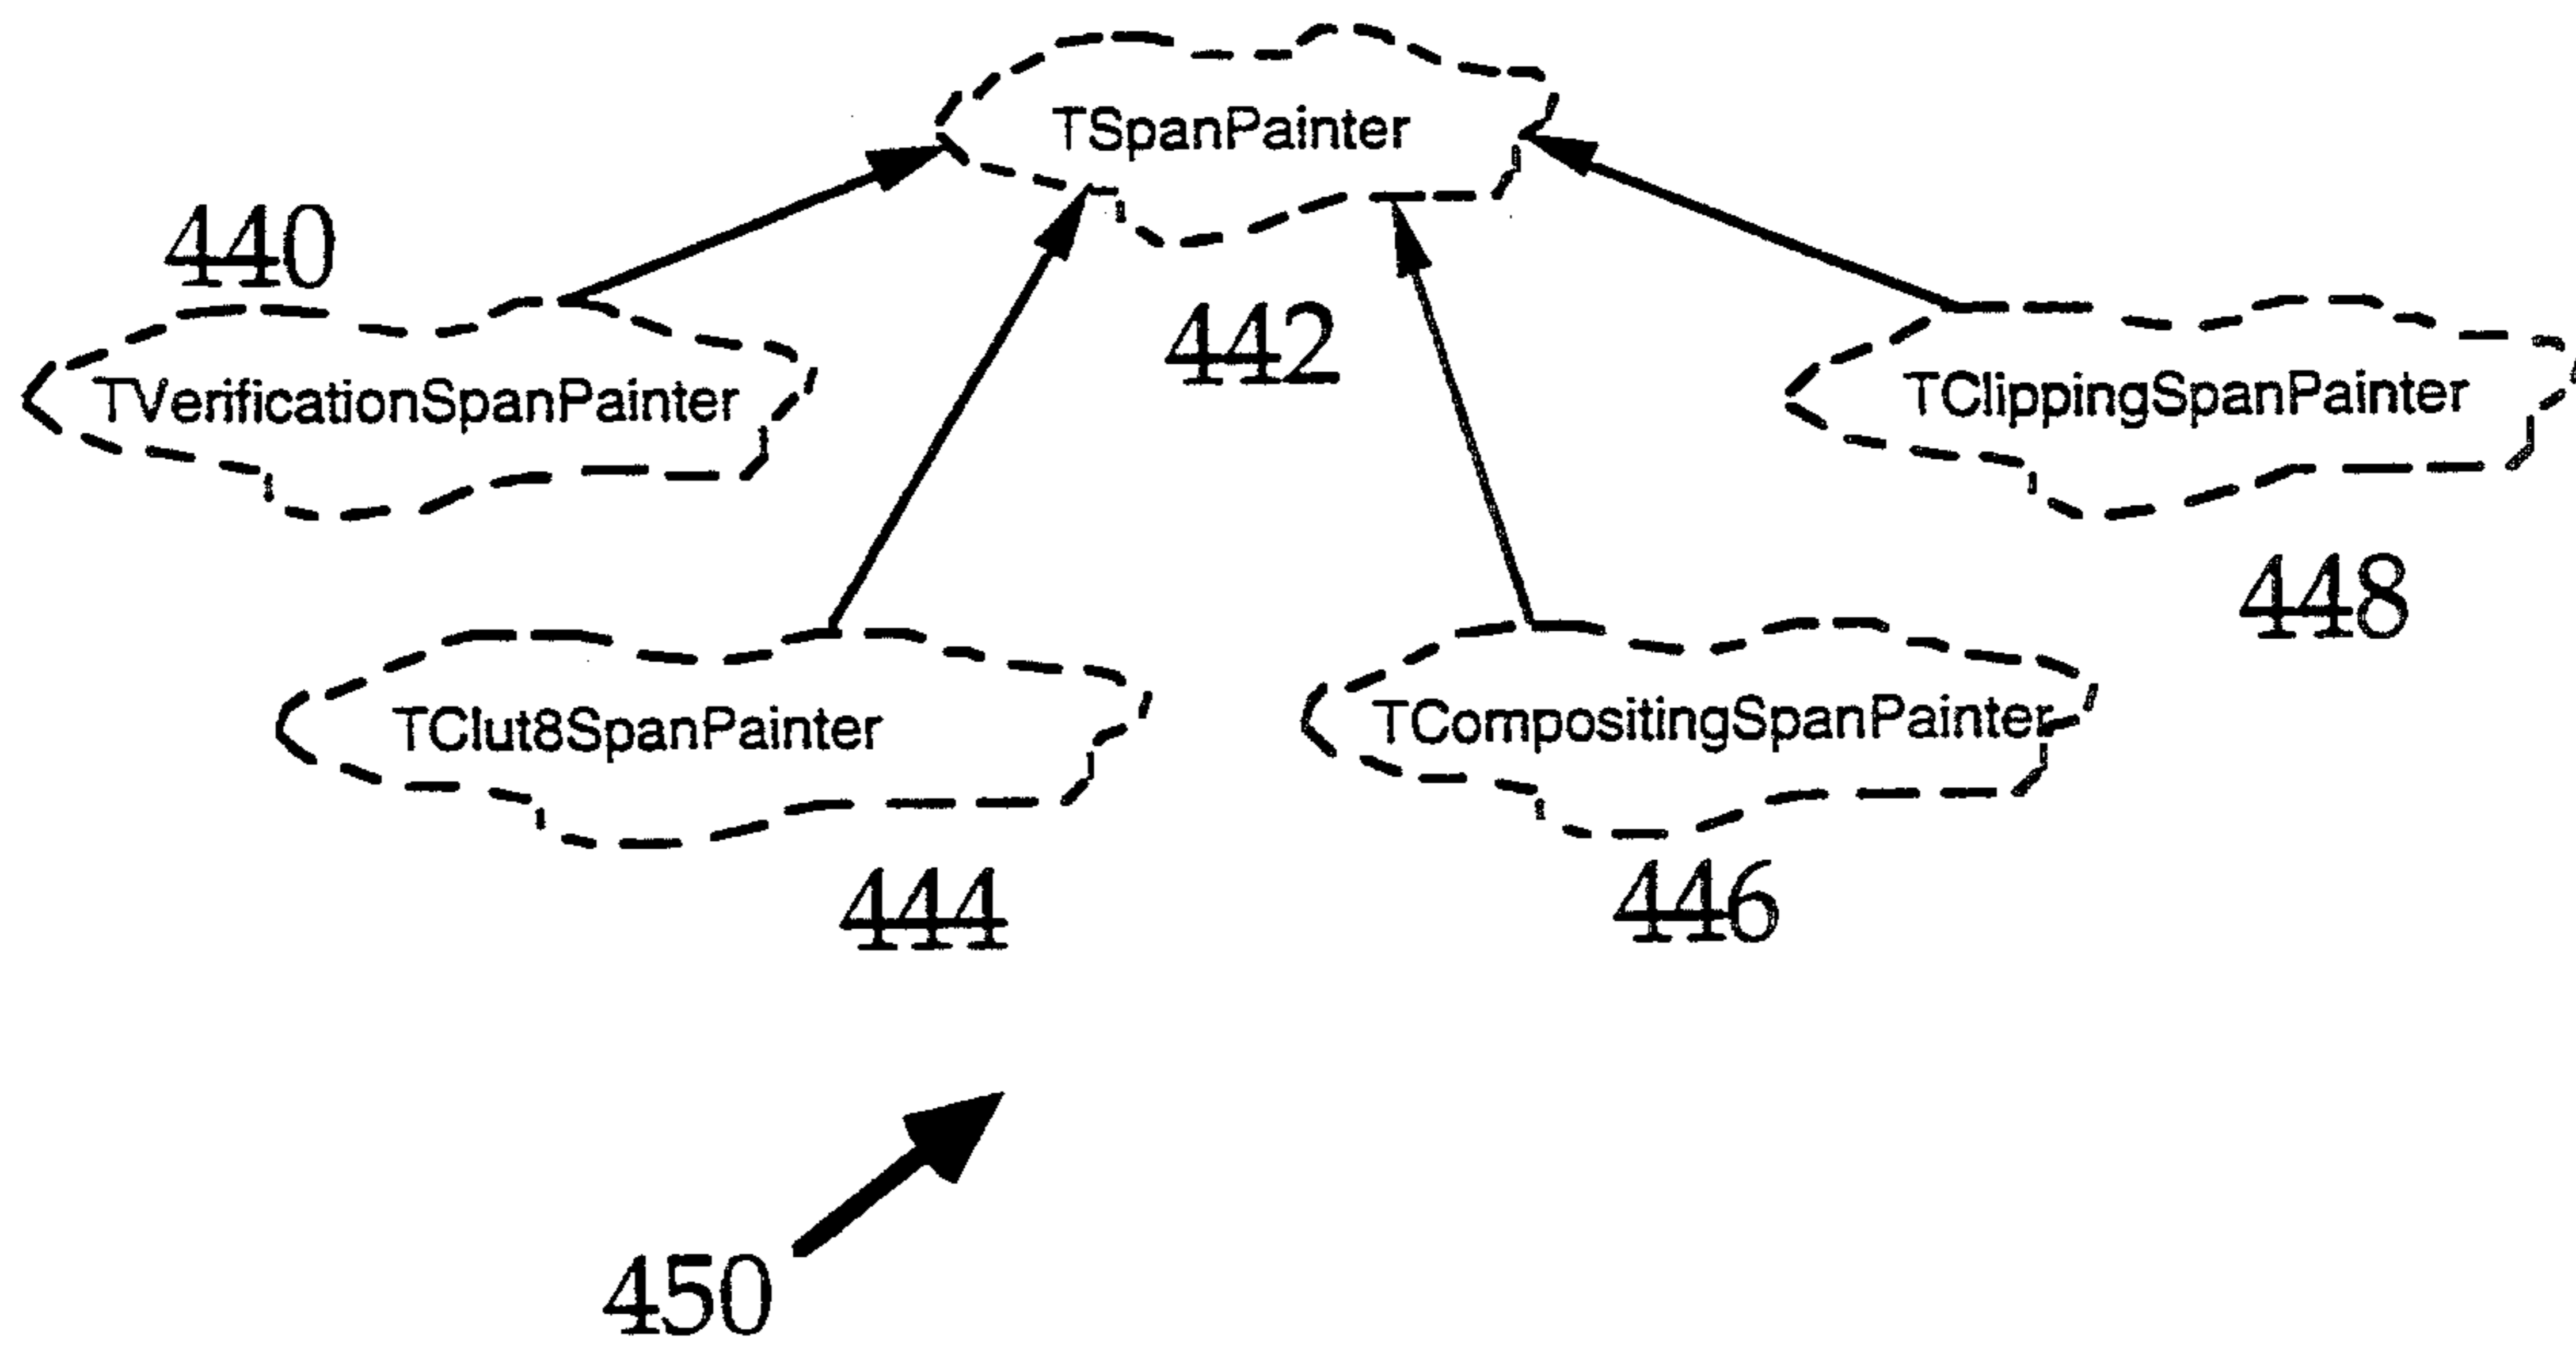 TSpanPainter
440
442
TVerificationSpanPainter
TClippingSpanPainter
448
TClut8SpanPainter
TCompositingSpanPainter
444
446
450